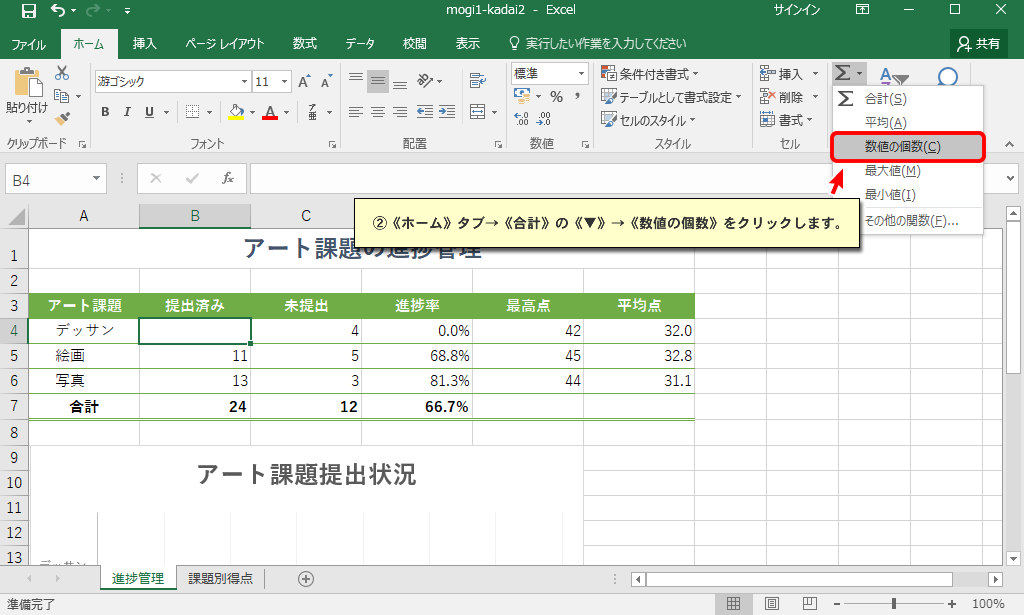 mogi1-kadai2 - Excel
サインイン
ファイル ホーム 挿入 ページ レイアウト 数式 データ 校閲 表示 実行したい作業を入力してください 共有
貼り付け
クリップボード
游ゴシック 11
B I U
フォント
配置
標準
% ,
数値
条件付き書式
テーブルとして書式設定
セルのスタイル
スタイル
挿入
削除
書式
セル
合計(S)
平均(A)
数値の個数(C)
最大値(M)
最小値(I)
その他の関数(F)...
B4 fx
②《ホーム》タブ→《合計》の《▼》→《数値の個数》をクリックします。
A B C
1 アート課題の進捗管理
2
3 アート課題 提出済み 未提出 進捗率 最高点 平均点
4 デッサン 4 0.0% 42 32.0
5 絵画 11 5 68.8% 45 32.8
6 写真 13 3 81.3% 44 31.1
7 合計 24 12 66.7%
8
9
アート課題提出状況
10
11
12
13
デッサン
進捗管理 課題別得点
準備完了
100%